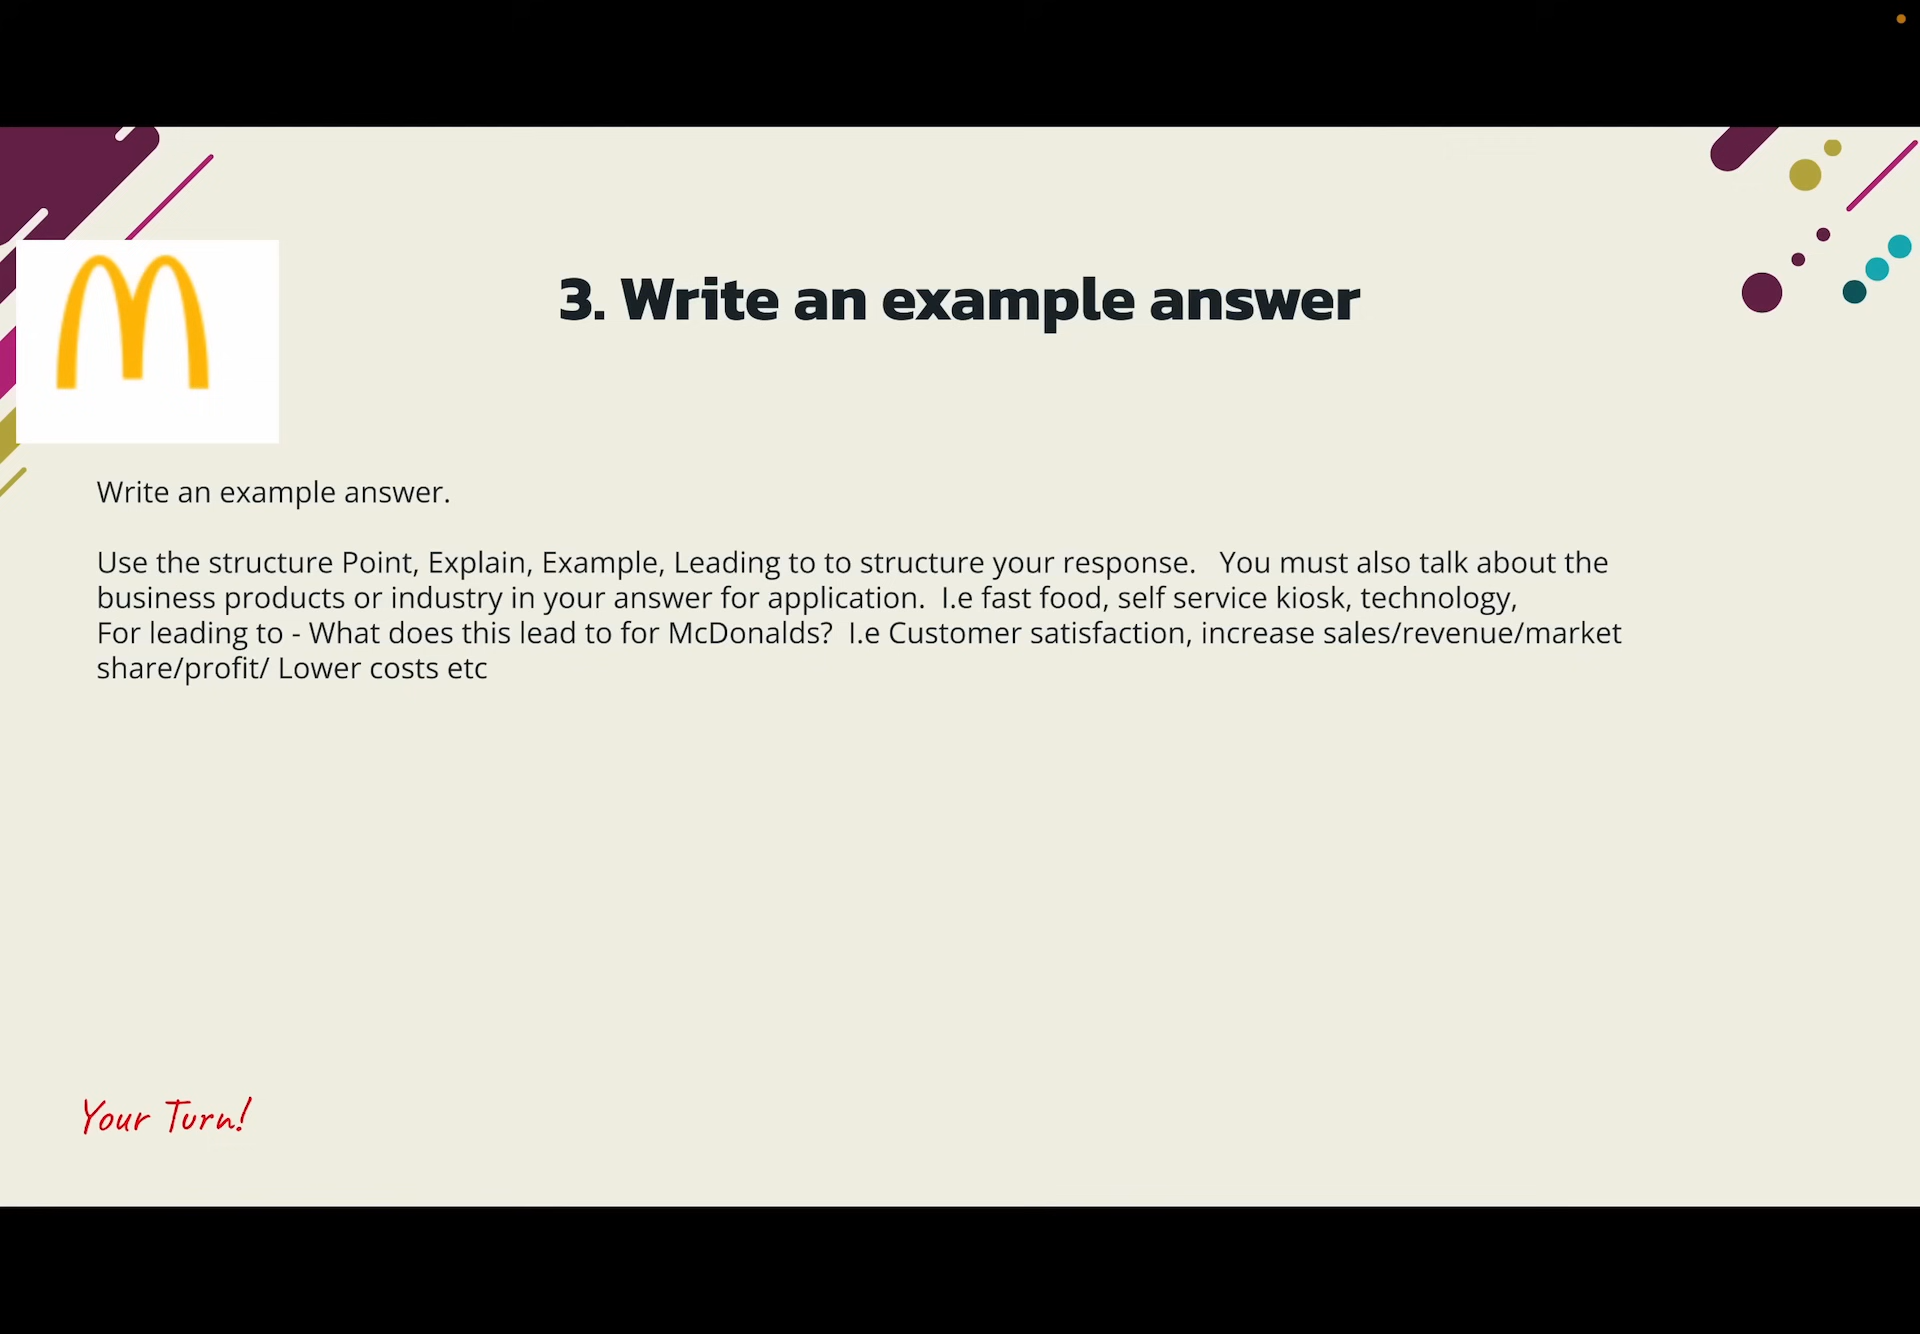 3. Write an example answer
Write an example answer.
Use the structure Point, Explain, Example, Leading to to structure your response.   You must also talk about the
business products or industry in your answer for application.  I.e fast food, self service kiosk, technology,
For leading to - What does this lead to for McDonalds?  I.e Customer satisfaction, increase sales/revenue/market
share/profit/ Lower costs etc
Your Turn!